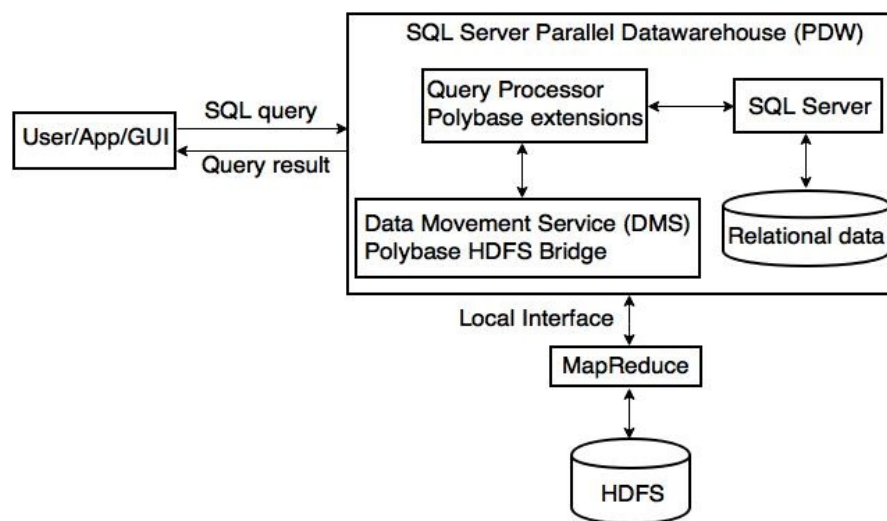 SQL Server Parallel Datawarehouse (PDW)
Query Processor
Polybase extensions
SQL Server
SQL query
User/App/GUI
Query result
Data Movement Service (DMS)
Polybase HDFS Bridge
Relational data
Local Interface
MapReduce
HDFS